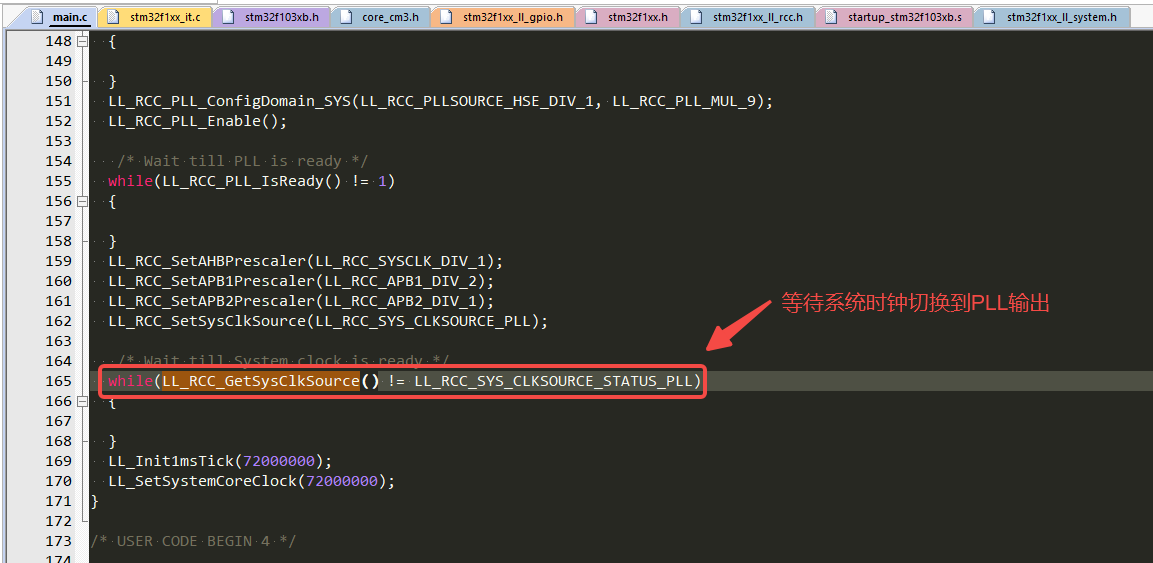 main.c stm32f1xx_it.c stm32f103xb.h core_cm3.h stm32f1xx_ll_gpio.h stm32f1xx.h stm32f1xx_ll_rcc.h startup_stm32f103xb.s stm32f1xx_ll_system.h
148 {
149
150 }
151 LL_RCC_PLL_ConfigDomain_SYS(LL_RCC_PLLSOURCE_HSE_DIV_1, LL_RCC_PLL_MUL_9);
152 LL_RCC_PLL_Enable();
153
154 /* Wait till PLL is ready */
155 while(LL_RCC_PLL_IsReady() != 1)
156 {
157
158 }
159 LL_RCC_SetAHBPrescaler(LL_RCC_SYSCLK_DIV_1);
160 LL_RCC_SetAPB1Prescaler(LL_RCC_APB1_DIV_2);
161 LL_RCC_SetAPB2Prescaler(LL_RCC_APB2_DIV_1);
162 LL_RCC_SetSysClkSource(LL_RCC_SYS_CLKSOURCE_PLL);
等待系统时钟切换到PLL输出
163
164 /* Wait till System clock is ready */
165 while(LL_RCC_GetSysClkSource() != LL_RCC_SYS_CLKSOURCE_STATUS_PLL)
166 {
167
168 }
169 LL_Init1msTick(72000000);
170 LL_SetSystemCoreClock(72000000);
171 }
172
173 /* USER CODE BEGIN 4 */
174